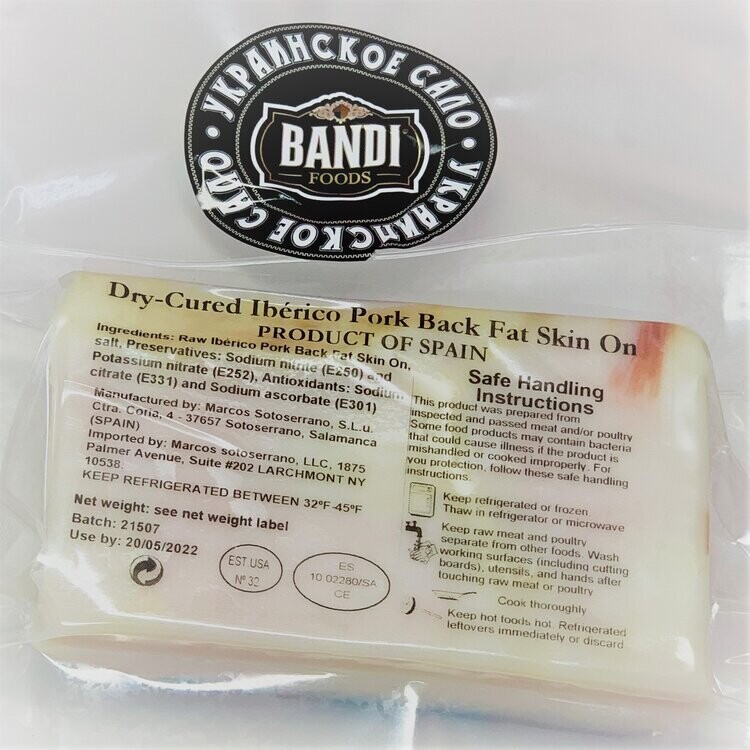 УКРАИНСКОЕ САЛО • УКРАИНСКОЕ САЛО •
BANDI
FOODS
Dry-Cured Ibérico Pork Back Fat Skin On
PRODUCT OF SPAIN
Ingredients: Raw Ibérico Pork Back Fat Skin On,
salt, Preservatives: Sodium nitrite (E250) and
Potassium nitrate (E252), Antioxidants: Sodium
citrate (E331) and Sodium ascorbate (E301)
Manufactured by: Marcos Sotoserrano, S.L.u.
Ctra. Coria, 4 - 37657 Sotoserrano, Salamanca
(SPAIN)
Imported by: Marcos sotoserrano, LLC, 1875
Palmer Avenue, Suite #202 LARCHMONT NY
10538.
KEEP REFRIGERATED BETWEEN 32ºF-45ºF
Net weight: see net weight label
Batch: 21507
Use by: 20/05/2022
EST USA
Nº 32
ES
10.02280/SA
CE
Safe Handling
Instructions
This product was prepared from
inspected and passed meat and/or poultry
Some food products may contain bacteria
that could cause illness if the product is
mishandled or cooked improperly. For
you protection, follow these safe handling
instructions.
Keep refrigerated or frozen.
Thaw in refrigerator or microwave
Keep raw meat and poultry
separate from other foods. Wash
working surfaces (including cutting
boards), utensils, and hands after
touching raw meat or poultry
Cook thoroughly
Keep hot foods hot. Refrigerated
leftovers immediately or discard